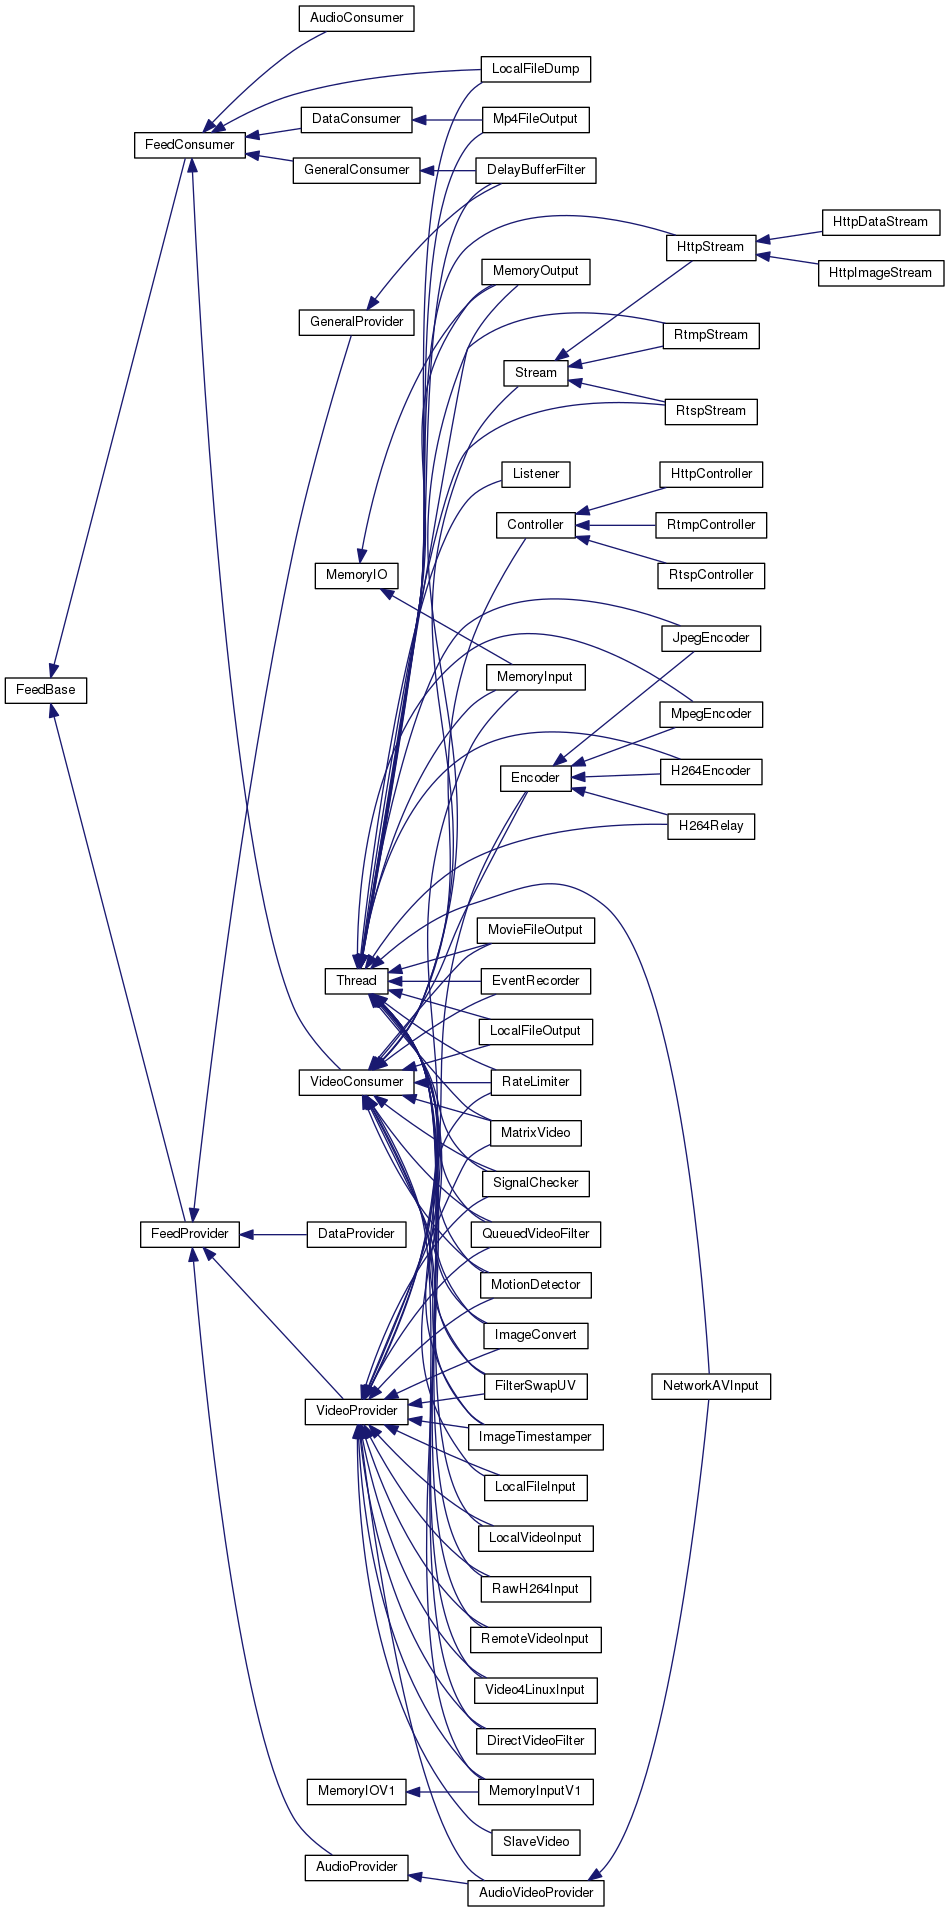 AudioConsumer
LocalFileDump
DataConsumer
Mp4FileOutput
FeedConsumer
GeneralConsumer
DelayBufferFilter
HttpDataStream
HttpStream
MemoryOutput
HttpImageStream
GeneralProvider
RtmpStream
Stream
RtspStream
Listener
HttpController
Controller
RtmpController
MemoryIO
RtspController
JpegEncoder
MemoryInput
FeedBase
MpegEncoder
Encoder
H264Encoder
H264Relay
MovieFileOutput
Thread
EventRecorder
LocalFileOutput
VideoConsumer
RateLimiter
MatrixVideo
SignalChecker
FeedProvider
DataProvider
QueuedVideoFilter
MotionDetector
ImageConvert
FilterSwapUV
NetworkAVInput
VideoProvider
ImageTimestamper
LocalFileInput
LocalVideoInput
RawH264Input
RemoteVideoInput
Video4LinuxInput
DirectVideoFilter
MemoryIOV1
MemoryInputV1
SlaveVideo
AudioProvider
AudioVideoProvider